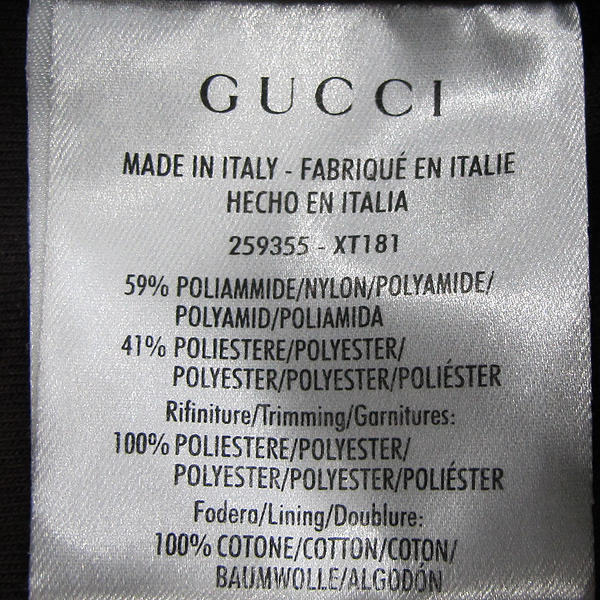 GUCCI
MADE IN ITALY - FABRIQUÉ EN ITALIE
HECHO EN ITALIA
259355 - XT181
59% POLIAMMIDE/NYLON/POLYAMIDE/
POLYAMID/POLIAMIDA
41% POLIESTERE/POLYESTER/
POLYESTER/POLYESTER/POLIÉSTER
Rifiniture/Trimming/Garnitures:
100% POLIESTERE/POLYESTER/
POLYESTER/POLYESTER/POLIÉSTER
Fodera/Lining/Doublure:
100% COTONE/COTTON/COTON/
BAUMWOLLE/ALGODÓN